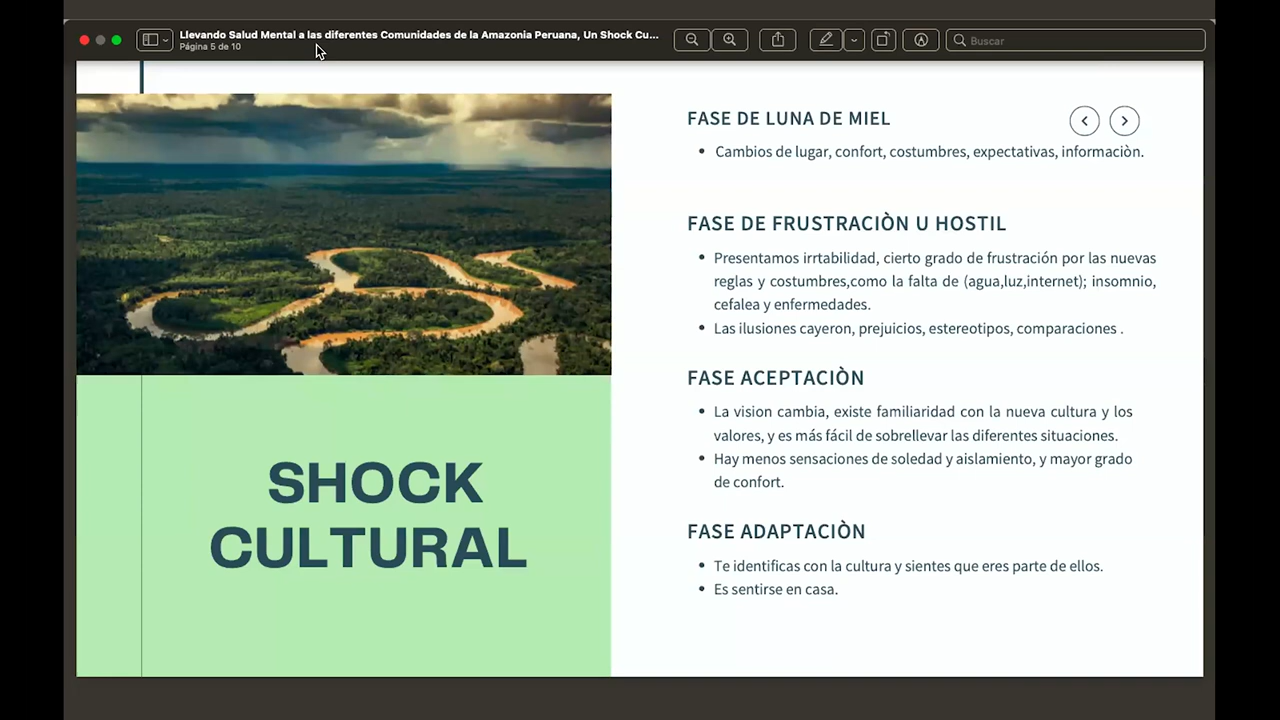 Llevando Salud Mental a las diferentes Comunidades de la Amazonia Peruana, Un Shock Cu...
Página 5 de 10
Buscar
SHOCK
CULTURAL
FASE DE LUNA DE MIEL
• Cambios de lugar, confort, costumbres, expectativas, informaciòn.
FASE DE FRUSTRACIÒN U HOSTIL
• Presentamos irrtabilidad, cierto grado de frustración por las nuevas
reglas y costumbres,como la falta de (agua,luz,internet); insomnio,
cefalea y enfermedades.
• Las ilusiones cayeron, prejuicios, estereotipos, comparaciones .
FASE ACEPTACIÒN
• La vision cambia, existe familiaridad con la nueva cultura y los
valores, y es más fácil de sobrellevar las diferentes situaciones.
• Hay menos sensaciones de soledad y aislamiento, y mayor grado
de confort.
FASE ADAPTACIÒN
• Te identificas con la cultura y sientes que eres parte de ellos.
• Es sentirse en casa.